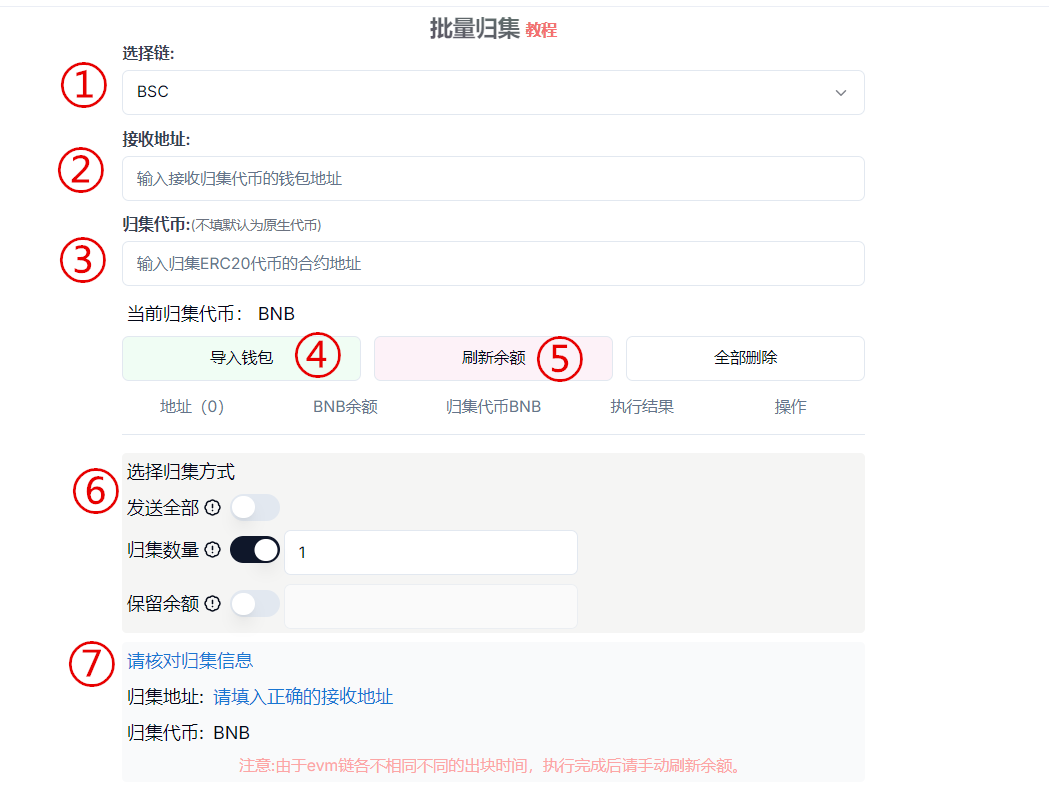 批量归集 教程
选择链:
① BSC
接收地址:
② 输入接收归集代币的钱包地址
归集代币:(不填默认为原生代币)
③ 输入归集ERC20代币的合约地址
当前归集代币： BNB
导入钱包 ④ 刷新余额 ⑤ 全部删除
地址（0） BNB余额 归集代币BNB 执行结果 操作
选择归集方式
⑥
发送全部
归集数量 1
保留余额
⑦ 请核对归集信息
归集地址: 请填入正确的接收地址
归集代币: BNB
注意:由于evm链各不相同不同的出块时间，执行完成后请手动刷新余额。